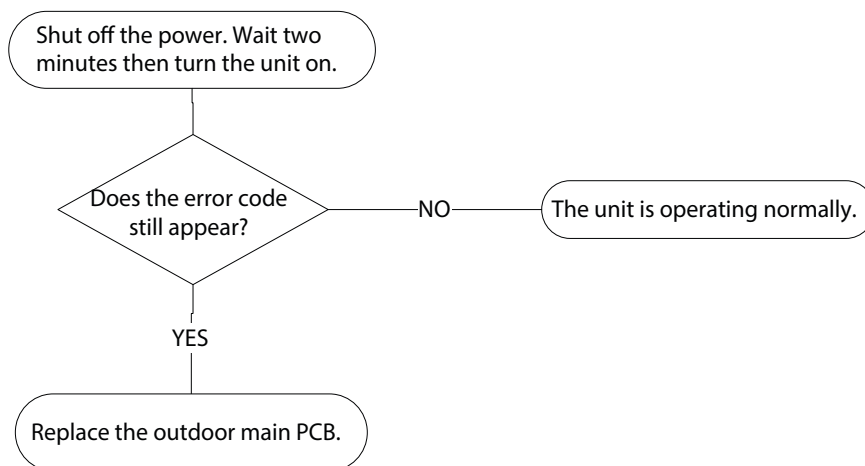 Shut off the power. Wait two
minutes then turn the unit on.
Does the error code
still appear?
NO
The unit is operating normally.
YES
Replace the outdoor main PCB.